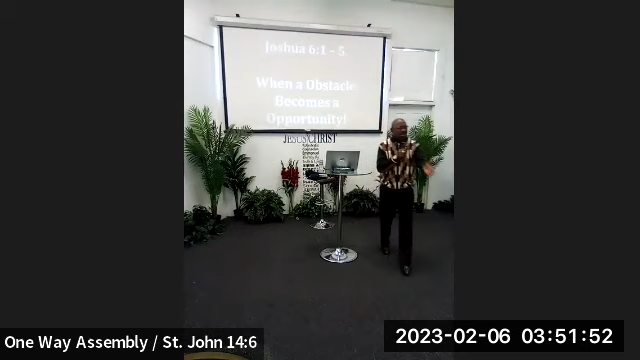 Joshua 6:1 - 5
When a Obstacle
Becomes a
Opportunity!
JESUS CHRIST
One Way Assembly / St. John 14:6
2023-02-06 03:51:52